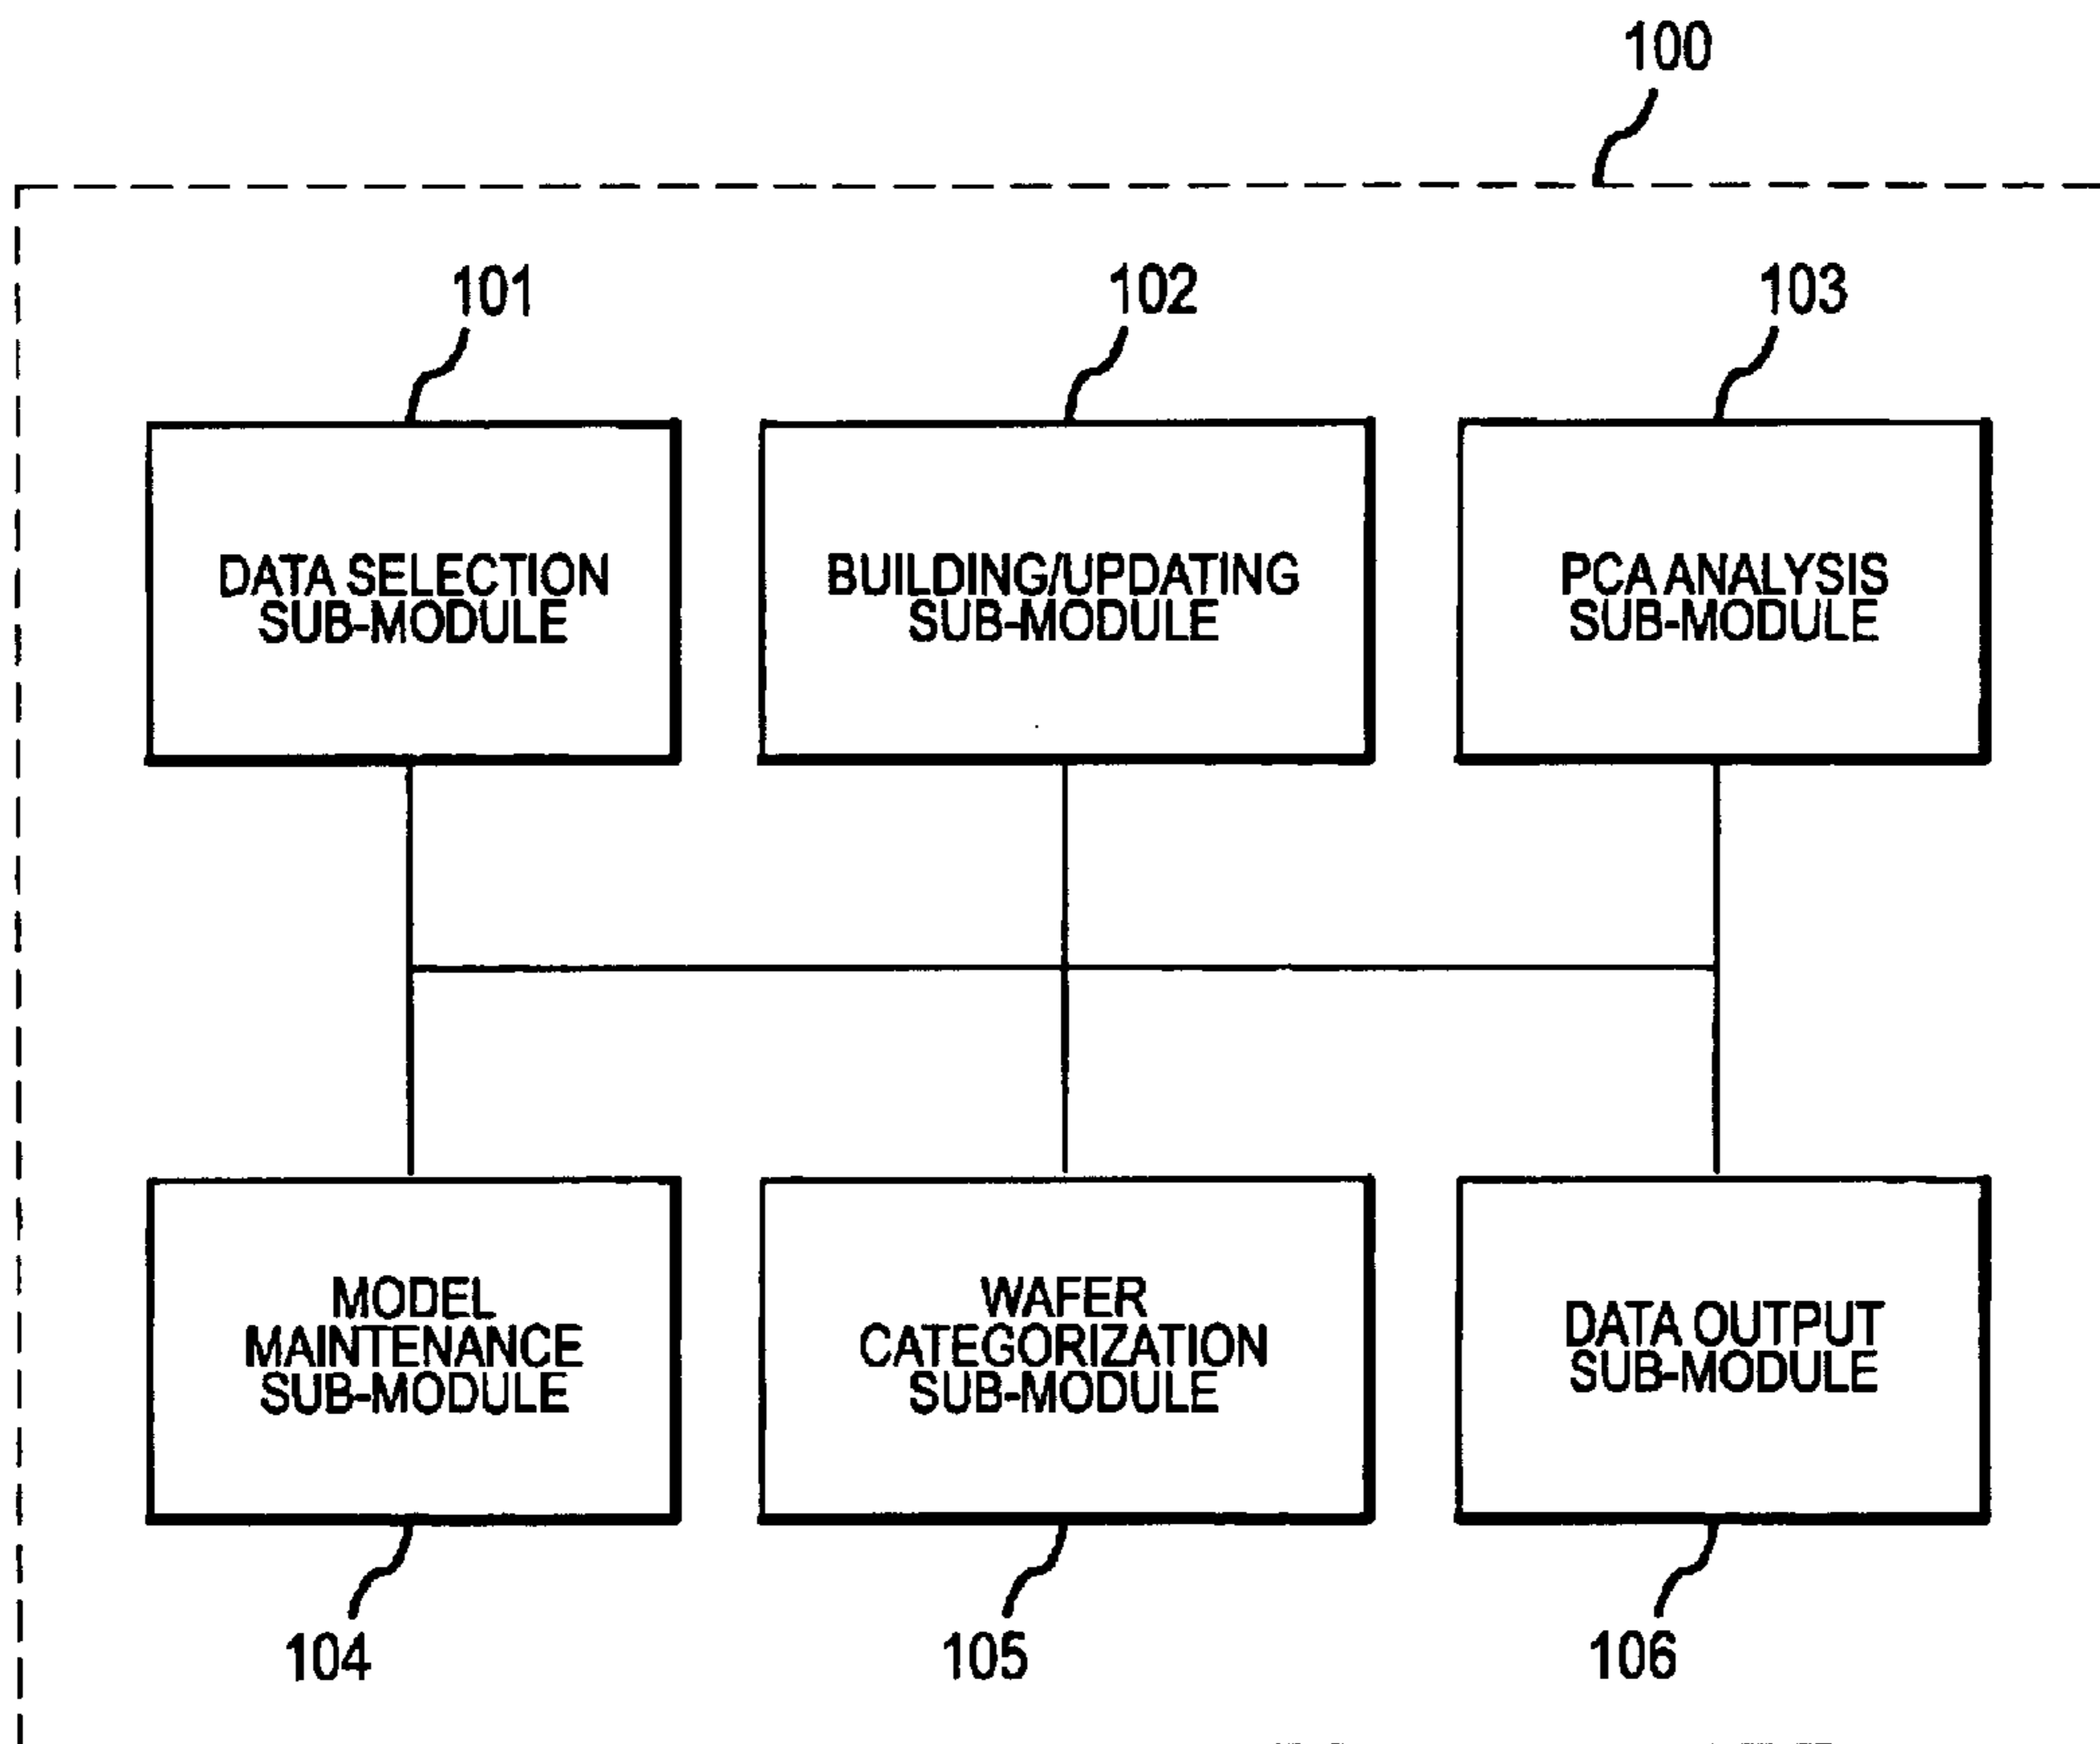 100
101
102
103
DATA SELECTION
SUB-MODULE
BUILDING/UPDATING
SUB-MODULE
PCA ANALYSIS
SUB-MODULE
MODEL
MAINTENANCE
SUB-MODULE
WAFER
CATEGORIZATION
SUB-MODULE
DATA OUTPUT
SUB-MODULE
104
105
106